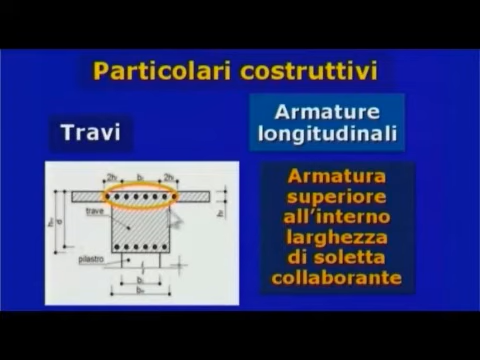 Particolari costruttivi
Travi
Armature
longitudinali
Armatura
superiore
all'interno
larghezza
di soletta
collaborante
trave
pilastro